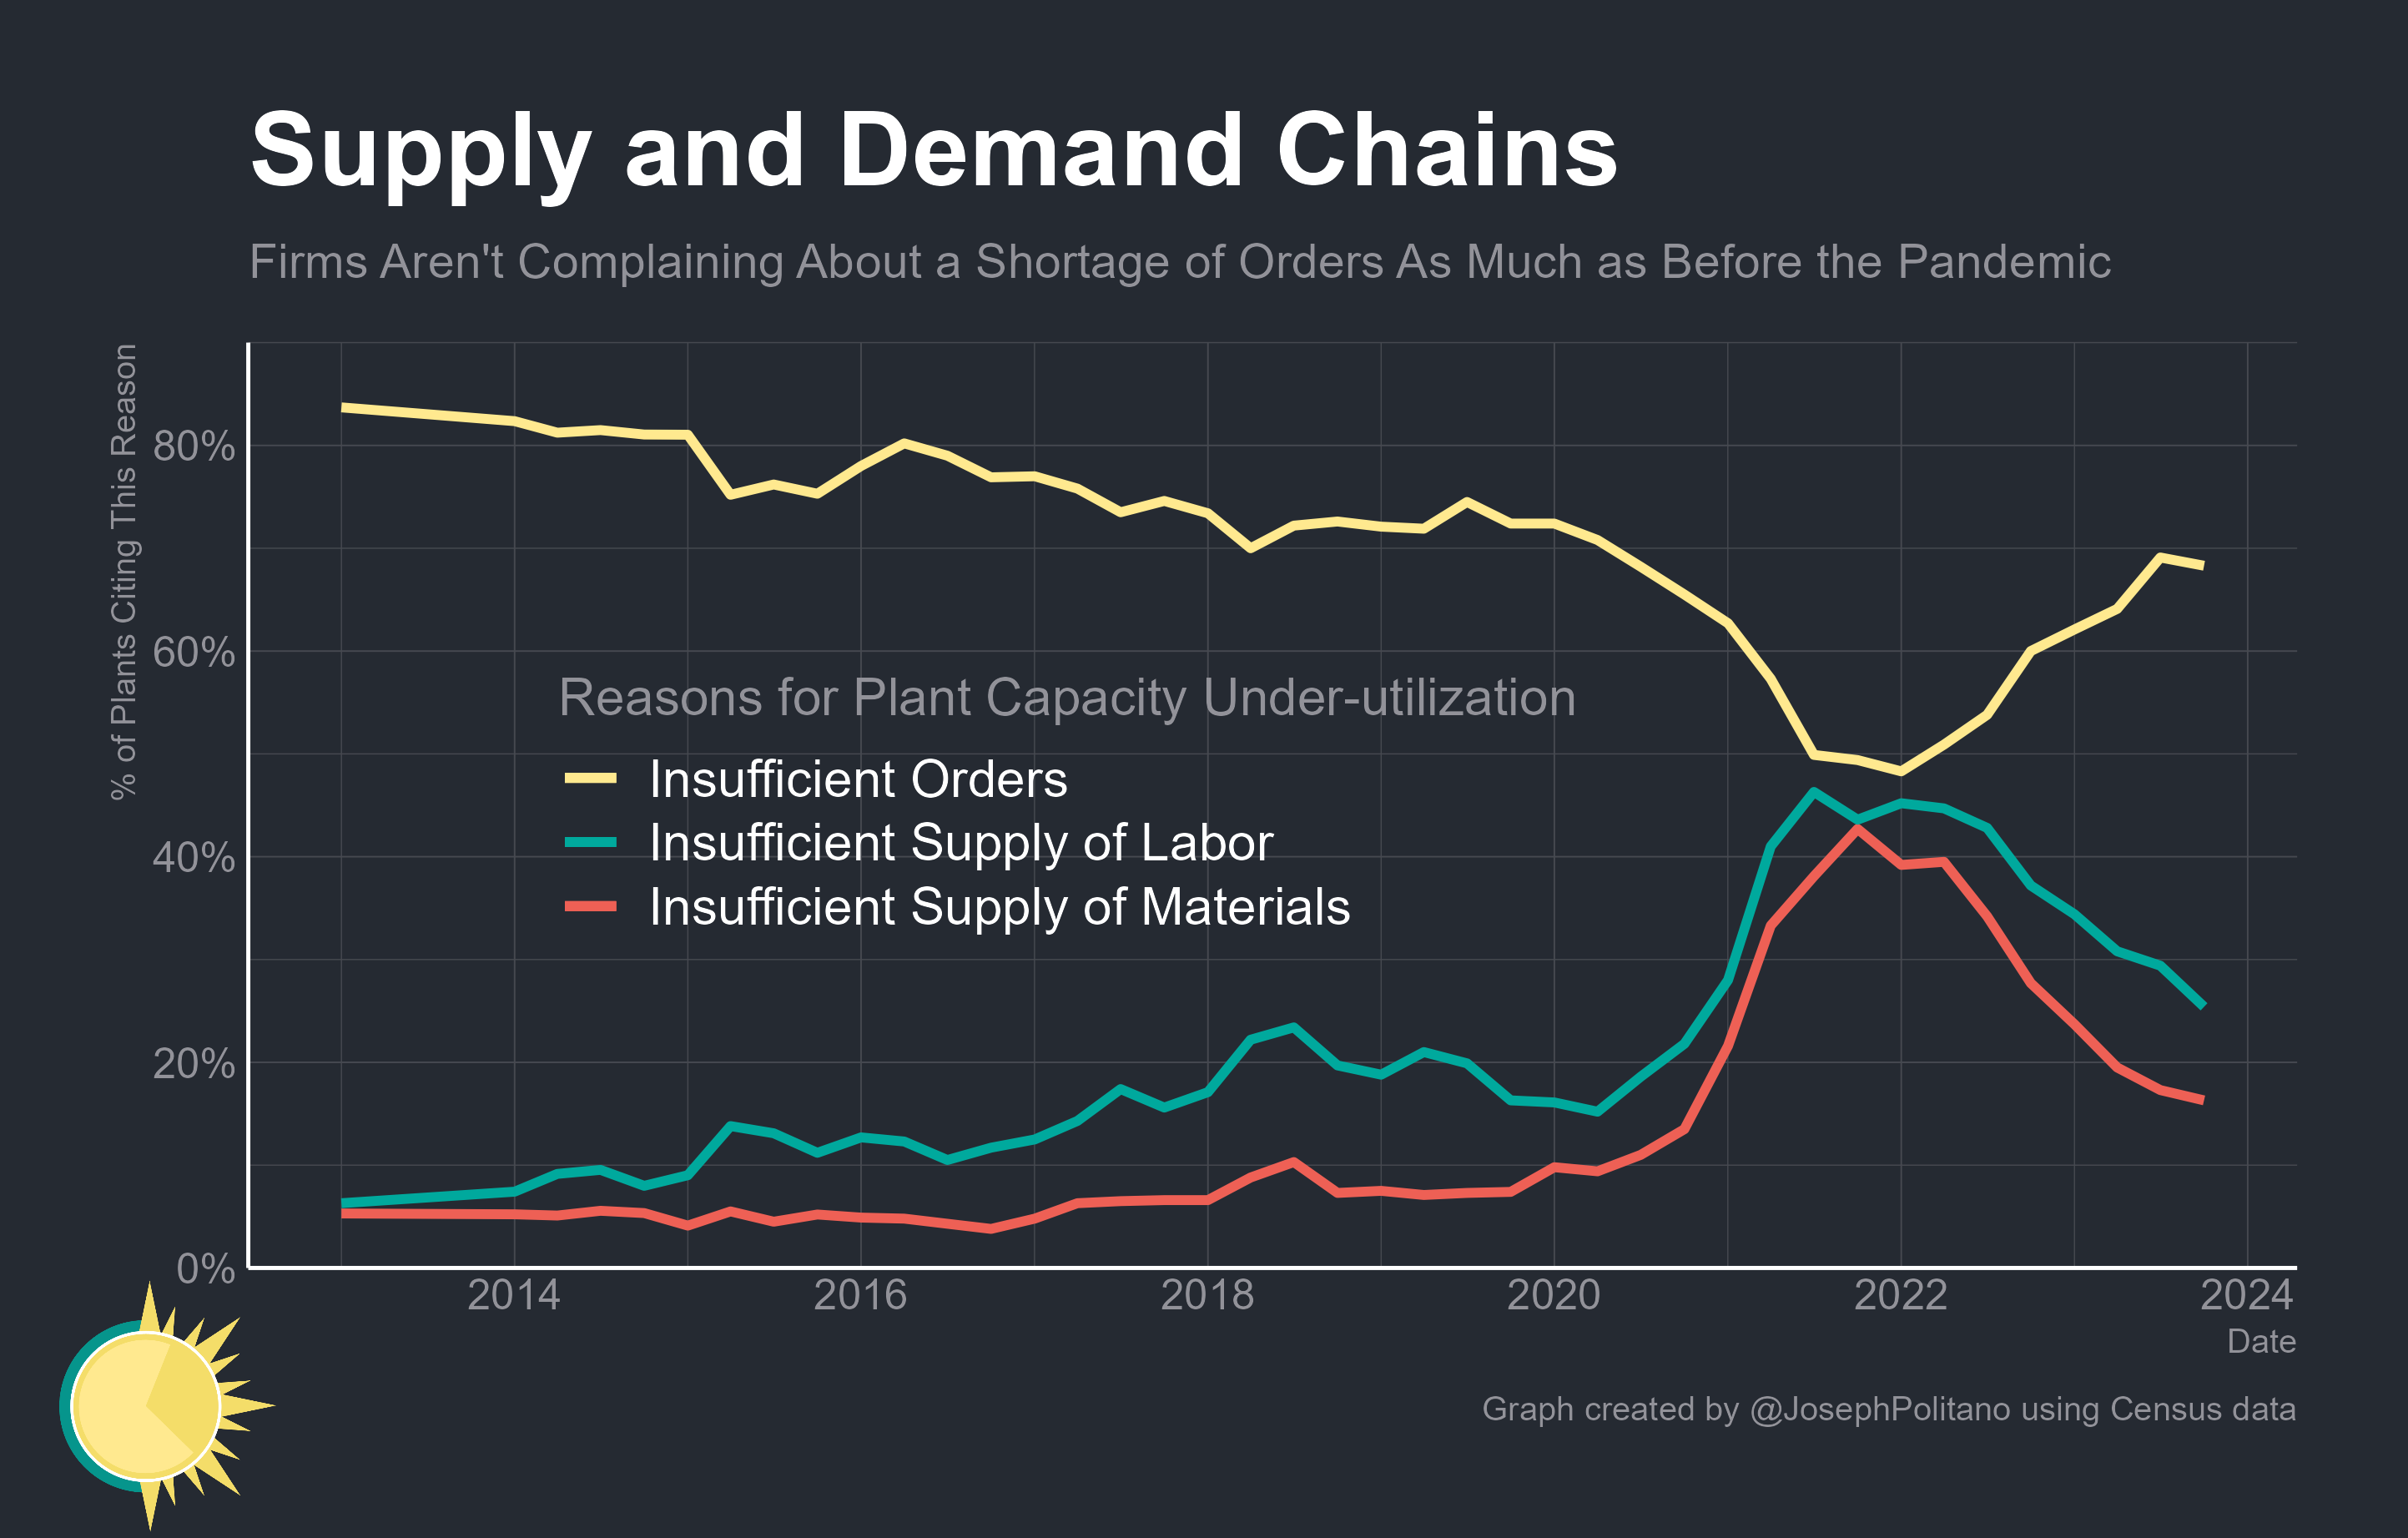 Supply and Demand Chains
Firms Aren't Complaining About a Shortage of Orders As Much as Before the Pandemic
% of Plants Citing This Reason
80%
60%
40%
20%
0%
Reasons for Plant Capacity Under-utilization
Insufficient Orders
Insufficient Supply of Labor
Insufficient Supply of Materials
2014 2016 2018 2020 2022 2024
Date
Graph created by @JosephPolitano using Census data